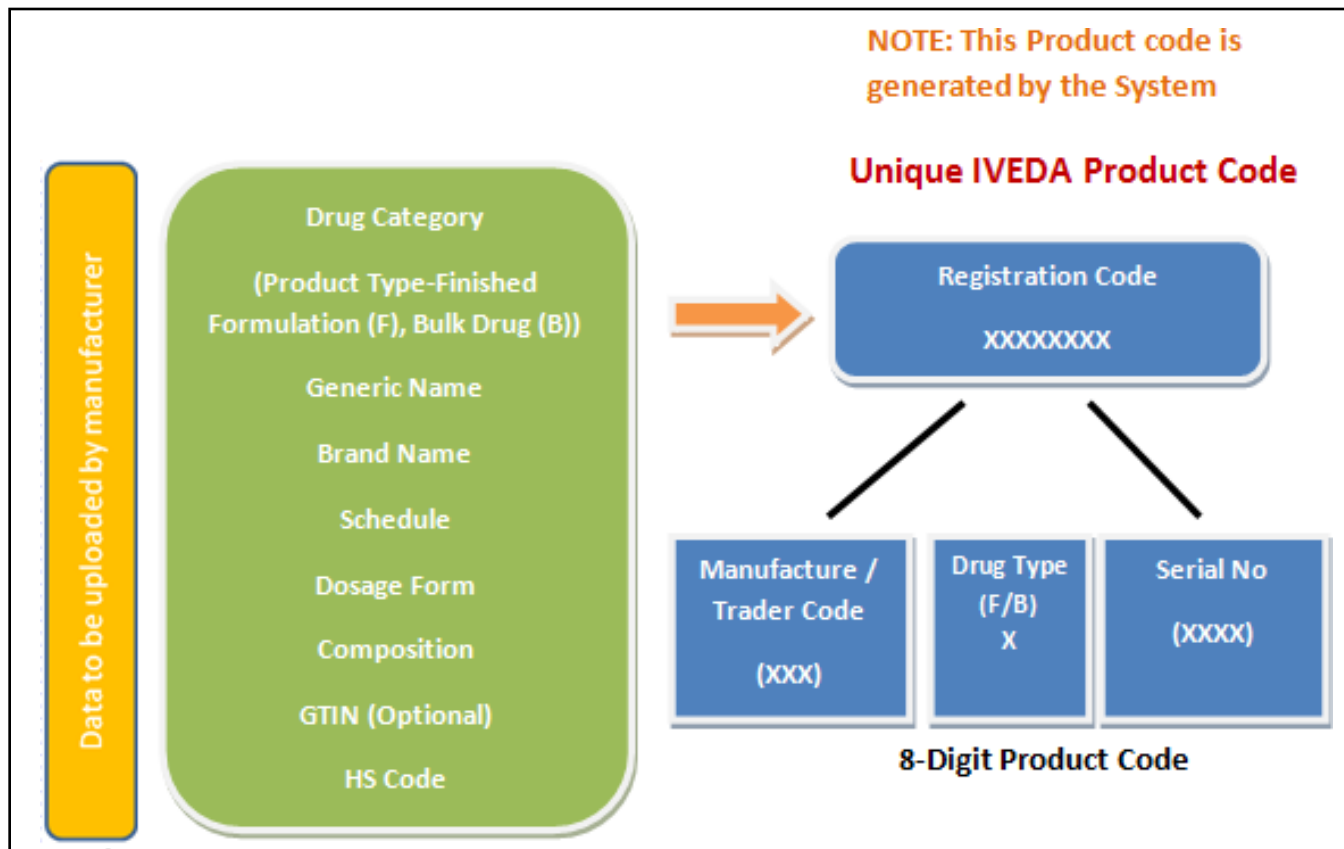 NOTE: This Product code is
generated by the System
Unique IVEDA Product Code
Data to be uploaded by manufacturer
Drug Category
(Product Type-Finished
Formulation (F), Bulk Drug (B))
Generic Name
Brand Name
Schedule
Dosage Form
Composition
GTIN (Optional)
HS Code
Registration Code
XXXXXXXX
Manufacture /
Trader Code
(XXX)
Drug Type
(F/B)
X
Serial No
(XXXX)
8-Digit Product Code